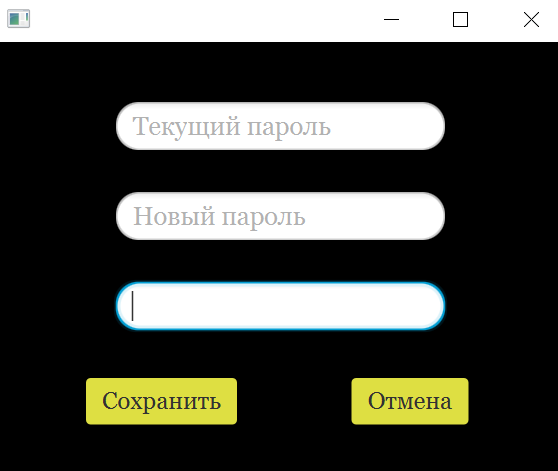 Текущий пароль
Новый пароль
Сохранить
Отмена